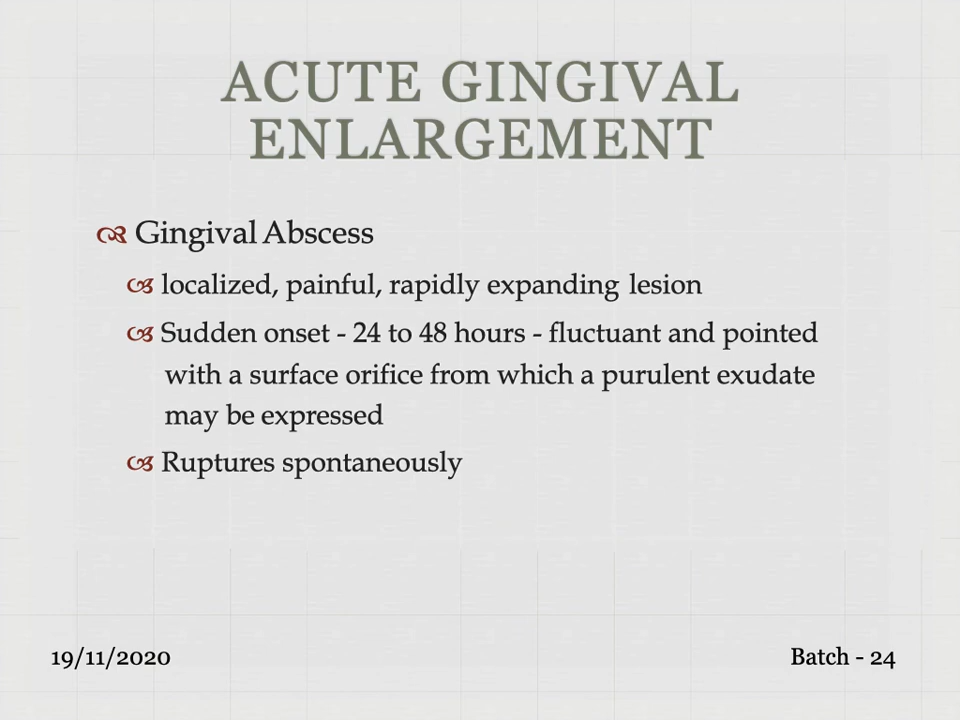 ACUTE GINGIVAL
ENLARGEMENT
Gingival Abscess
localized, painful, rapidly expanding lesion
Sudden onset - 24 to 48 hours - fluctuant and pointed
with a surface orifice from which a purulent exudate
may be expressed
Ruptures spontaneously
19/11/2020
Batch - 24